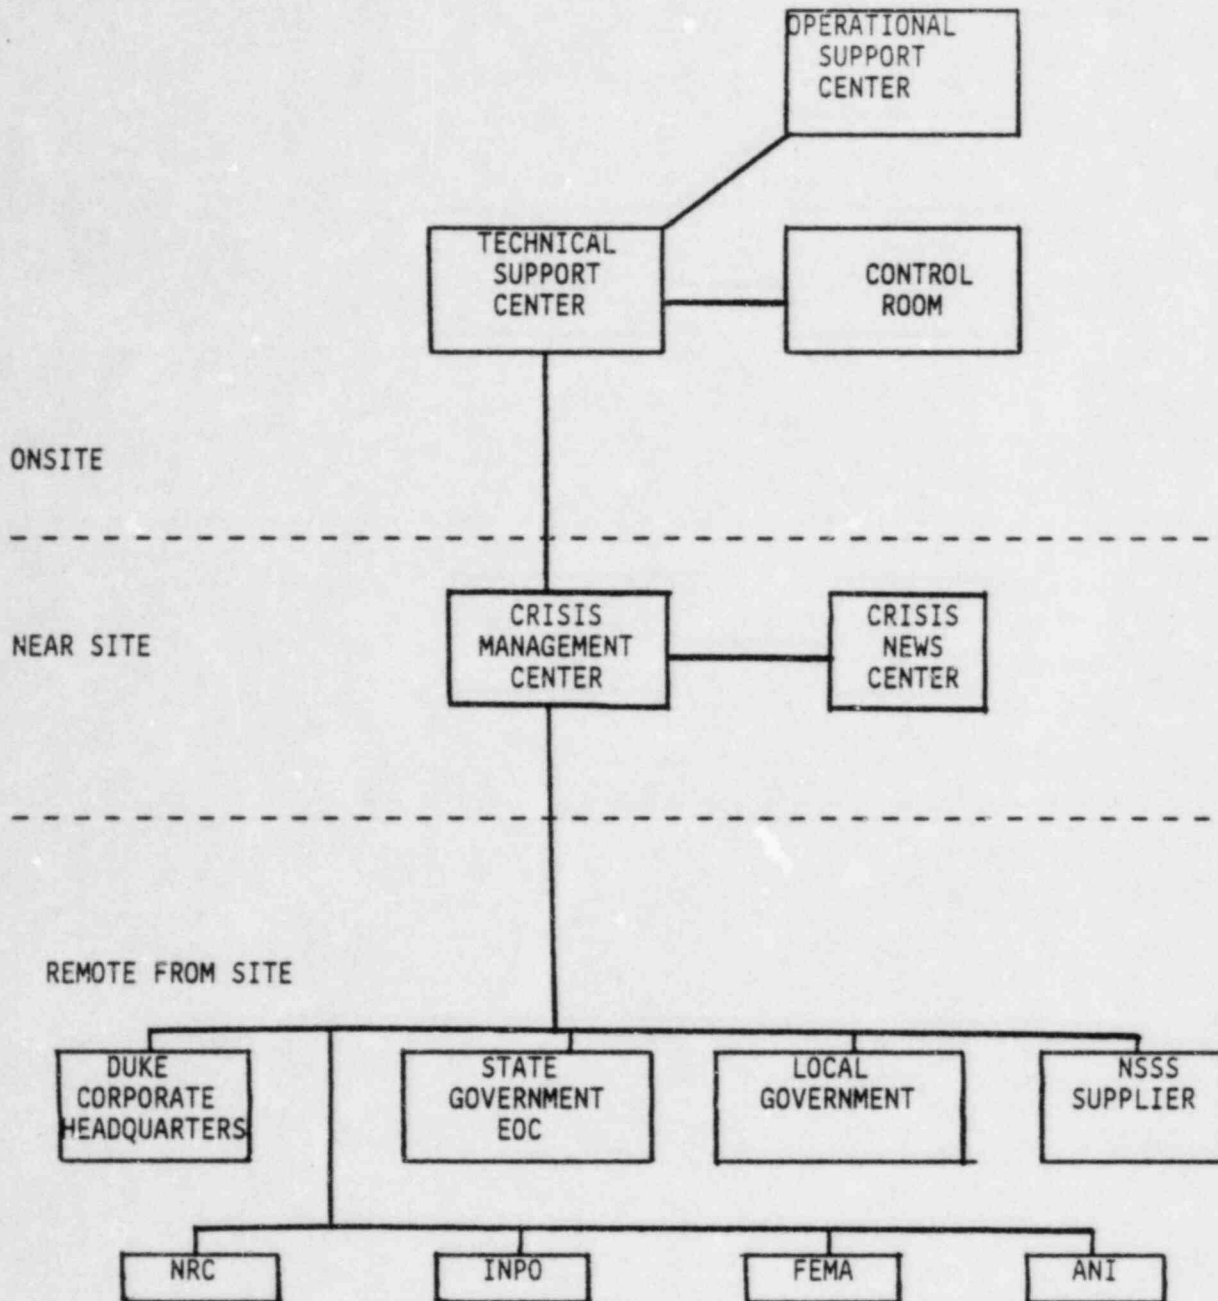 OPERATIONAL
SUPPORT
CENTER
TECHNICAL
SUPPORT
CENTER
CONTROL
ROOM
ONSITE
NEAR SITE
CRISIS
MANAGEMENT
CENTER
CRISIS
NEWS
CENTER
REMOTE FROM SITE
DUKE
CORPORATE
HEADQUARTERS
STATE
GOVERNMENT
EOC
LOCAL
GOVERNMENT
NSSS
SUPPLIER
NRC
INPO
FEMA
ANI